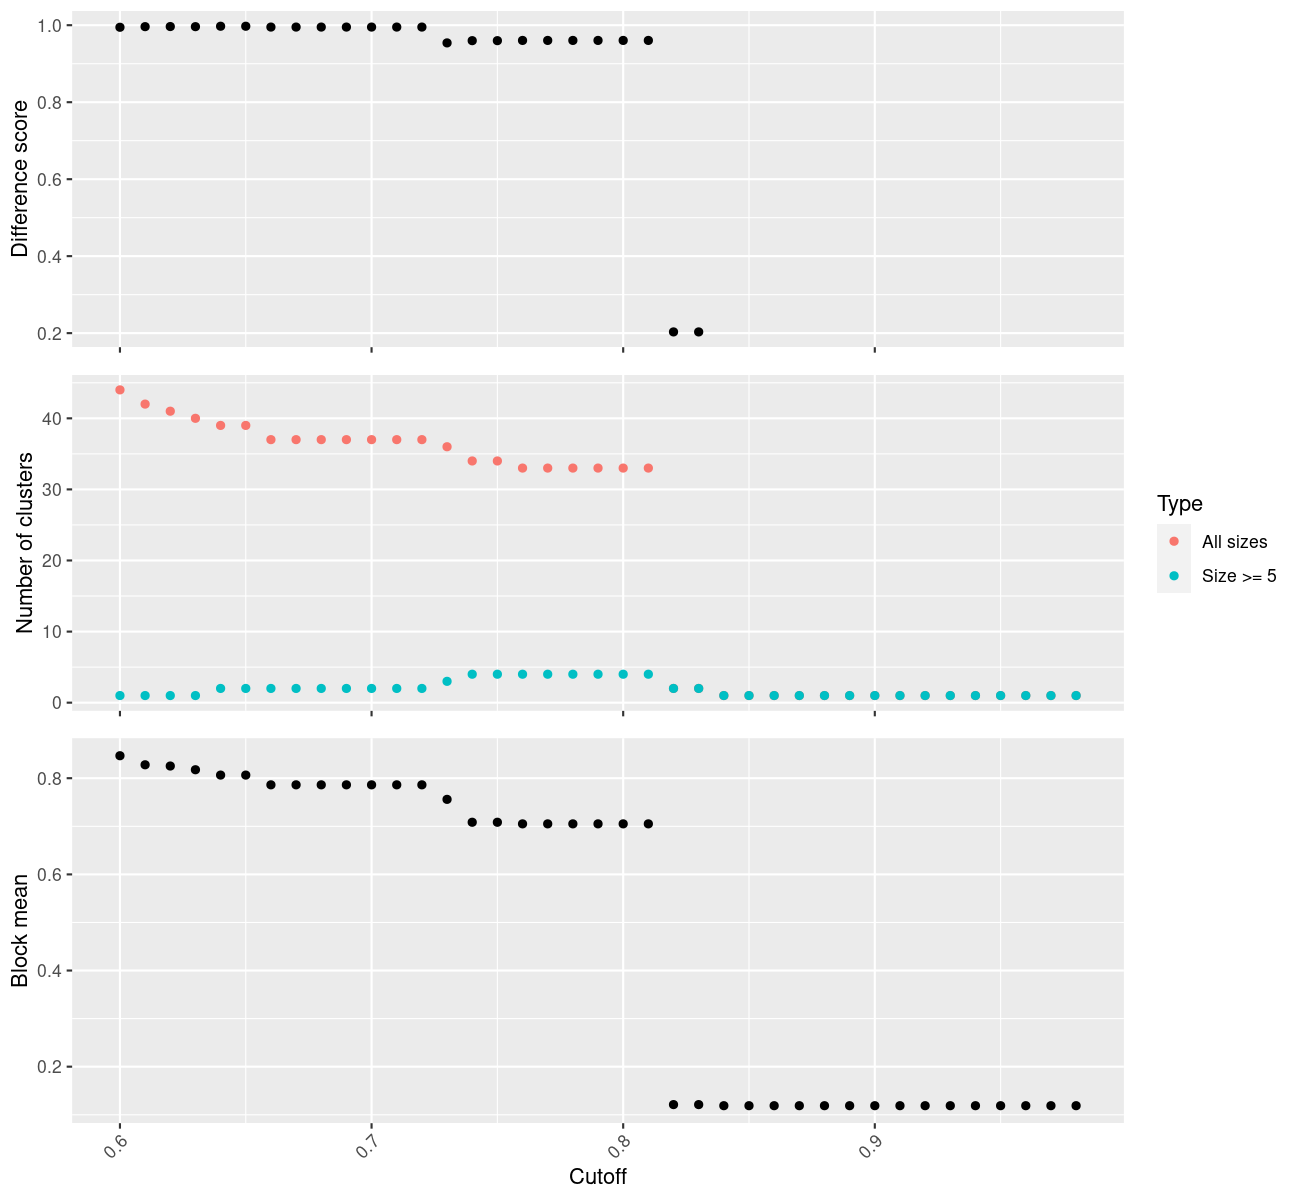 1.0
0.8
0.6
0.4
0.2
Difference score
40
30
20
10
0
Number of clusters
Type
All sizes
Size >= 5
0.8
0.6
0.4
0.2
Block mean
0.6
0.7
0.8
0.9
Cutoff